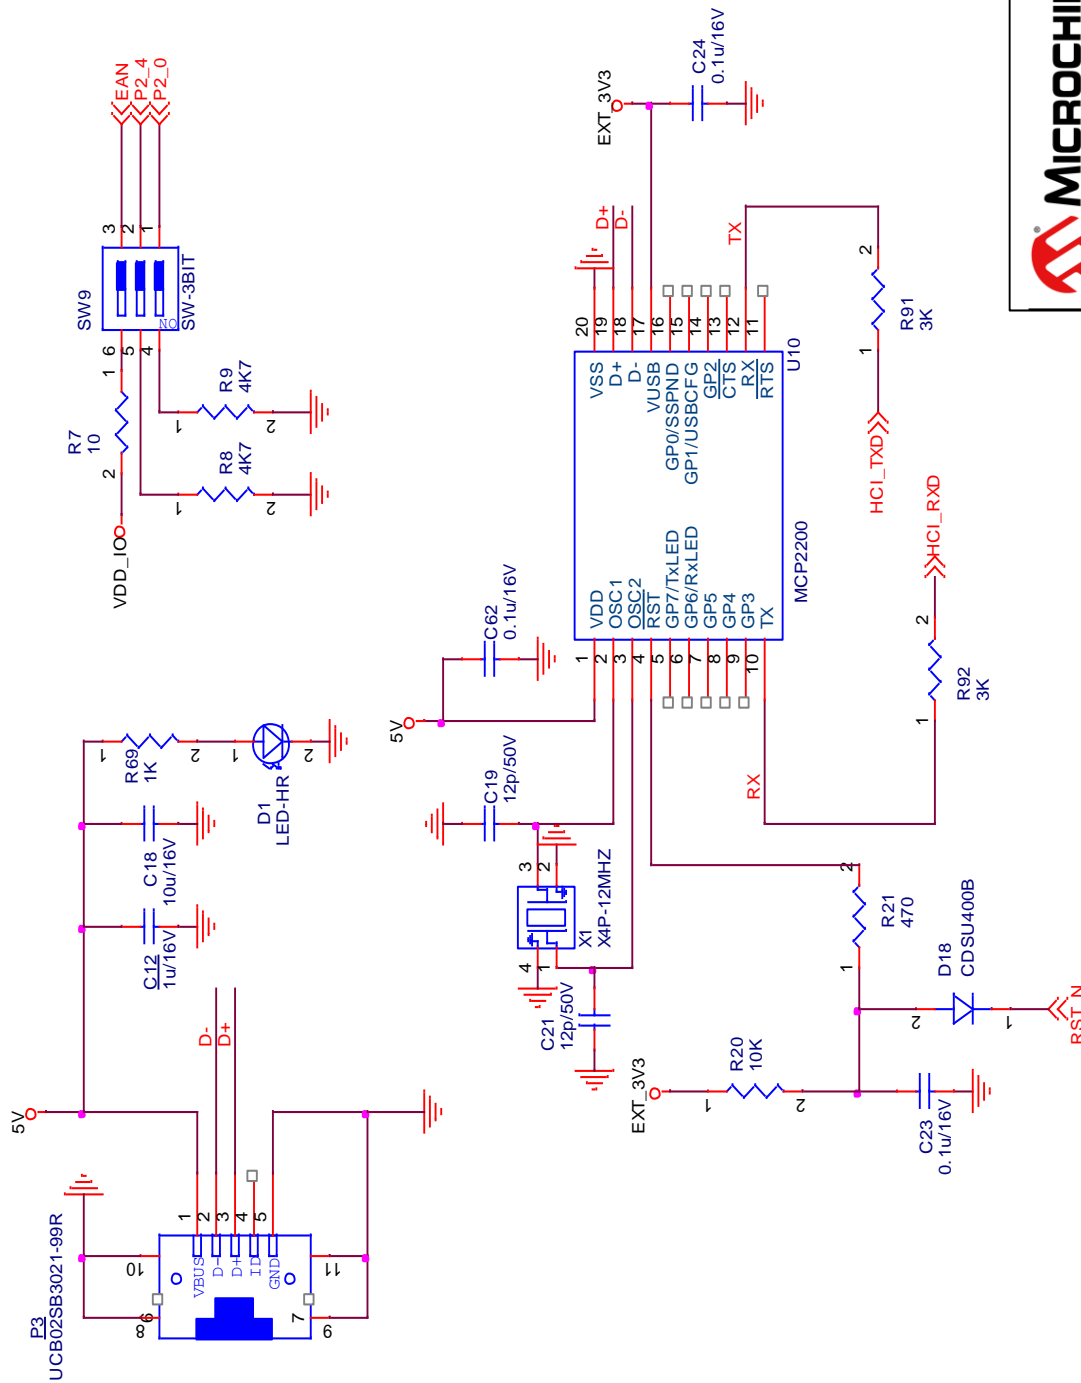 P3
UCB02SB3021-99R
8
6
10
VBUS
D-
D+
ID
GND
1
2
3
4
5
7
9
11
5V
D-
D+
C12
1u/16V
C18
10u/16V
R69
1K
1
2
D1
LED-HR
1
2
VDD_IO
R7
10
2
1
R8
4K7
1
2
R9
4K7
1
2
SW9
SW-3BIT
NO
6
5
4
3
2
1
EAN
P2_4
P2_0
5V
C62
0.1u/16V
C19
12p/50V
X1
X4P-12MHZ
3
2
4
1
C21
12p/50V
EXT_3V3
R20
10K
1
2
C23
0.1u/16V
R21
470
1
2
D18
CDSU400B
2
1
RST_N
RX
R92
3K
1
2
HCI_RXD
HCI_TXD
R91
3K
1
2
TX
MCP2200
U10
1
2
3
4
5
6
7
8
9
10
VDD
OSC1
OSC2
RST
GP7/TxLED
GP6/RxLED
GP5
GP4
GP3
TX
VSS
D+
D-
VUSB
GP0/SSPND
GP1/USBCFG
GP2
CTS
RX
RTS
20
19
18
17
16
15
14
13
12
11
D+
D-
EXT_3V3
C24
0.1u/16V
MICROCHI